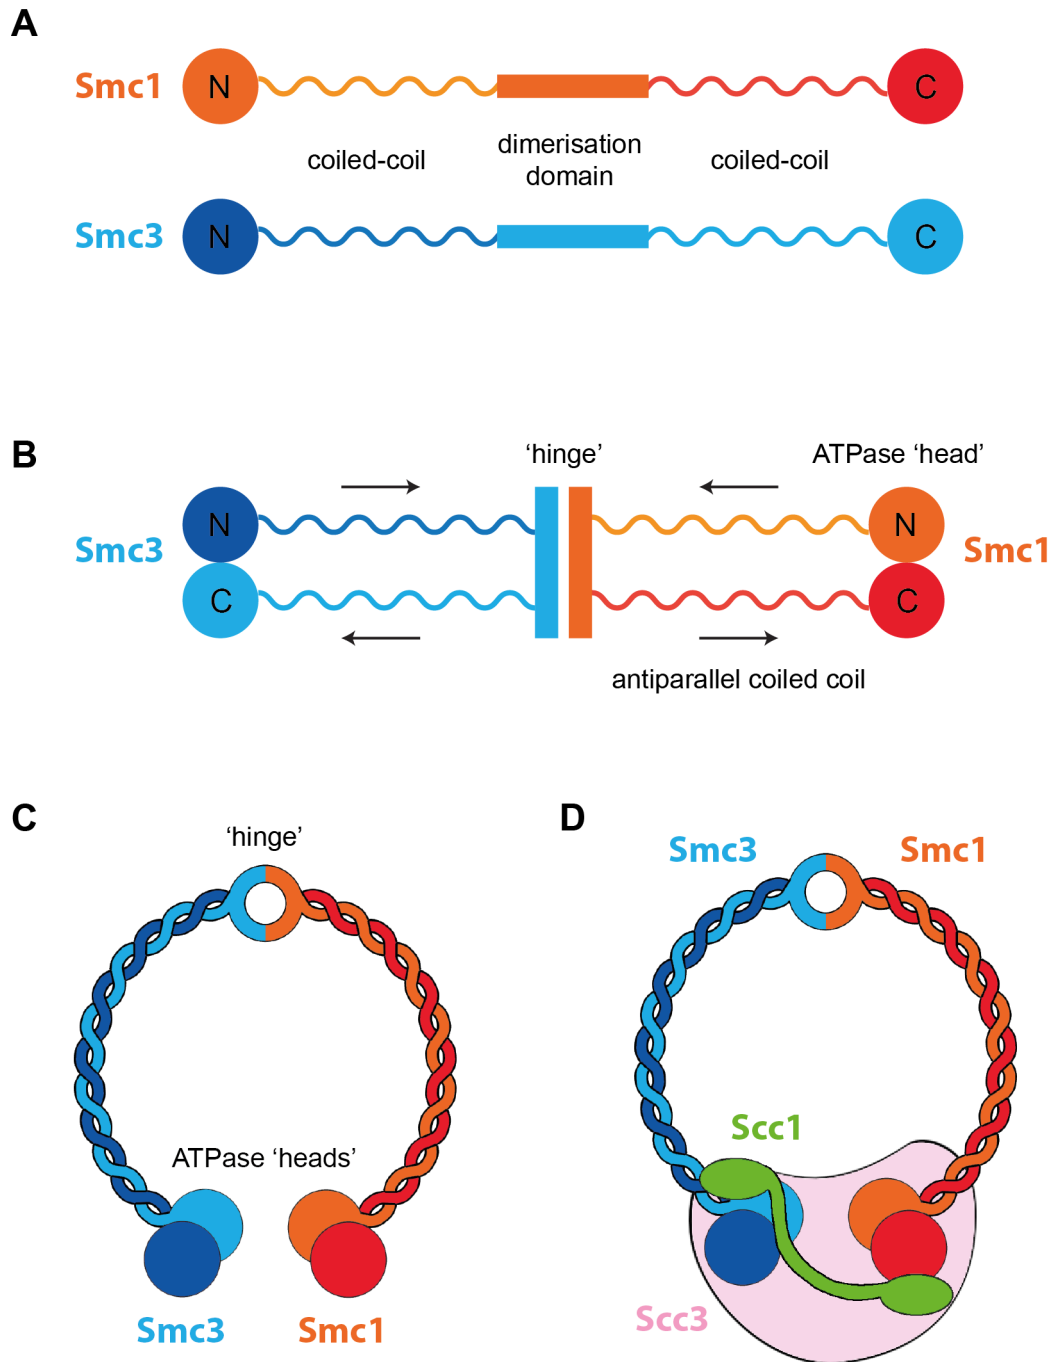 A
Smc1
N
C
coiled-coil
dimerisation
domain
coiled-coil
Smc3
N
C
B
'hinge'
ATPase 'head'
Smc3
N
N
Smc1
C
C
antiparallel coiled coil
C
'hinge'
ATPase 'heads'
Smc3
Smc1
D
Smc3
Smc1
Scc1
Scc3